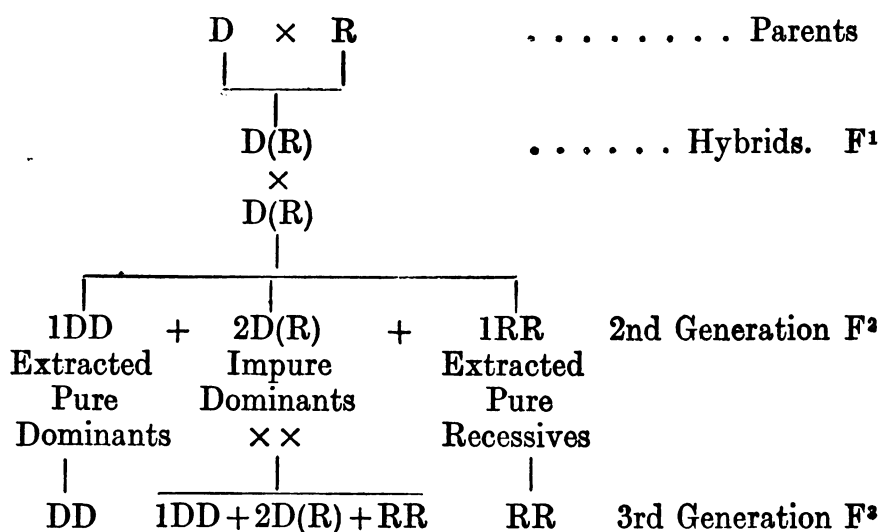 D × R . . . . . . . . Parents
D(R) . . . . . . Hybrids. F¹
×
D(R)
1DD + 2D(R) + 1RR 2nd Generation F²
Extracted Impure Extracted
Pure Dominants Pure
Dominants × × Recessives
DD 1DD+2D(R)+RR RR 3rd Generation F³